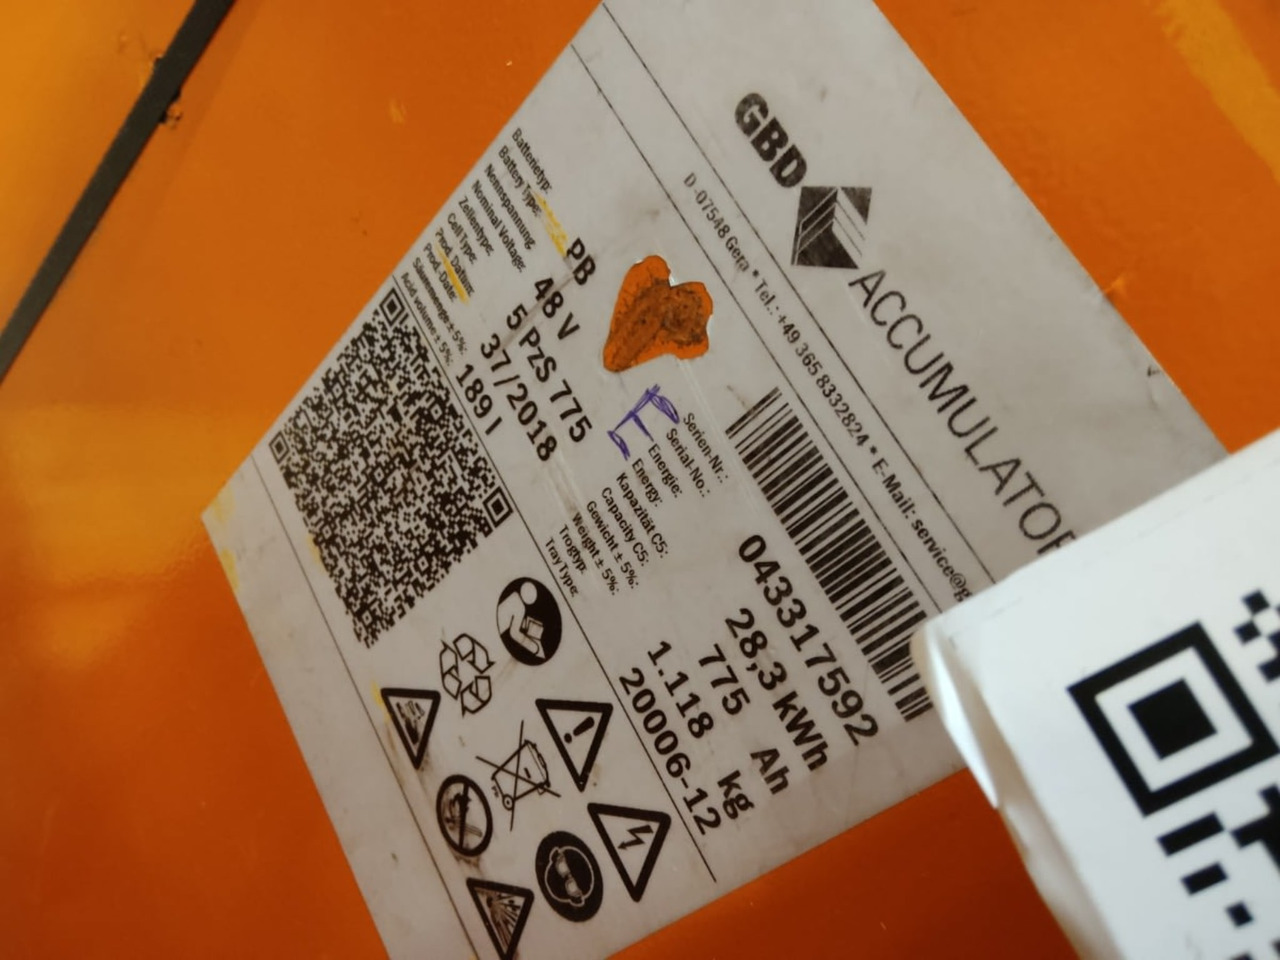 GBD
ACCUMULATOR
D-07548 Gera * Tel.: +49 365 8332824 * E-Mail: service@g
Batterietyp:
Battery Type: PB
Nennspannung
Nominal Voltage: 48 V
Zellentype:
Cell Type: 5 PzS 775
Prod. Datum:
Prod.-Date: 37/2018
Säuremenge ± 5%:
Acid volume ± 5%: 189 l
E
Serien-Nr.:
Serial-No.: 043317592
Energie:
Energy: 28,3 kWh
Kapazität C5:
Capacity C5: 775 Ah
Gewicht ± 5%:
Weight ± 5%: 1.118 kg
Trogtyp:
Tray Type: 20006-12